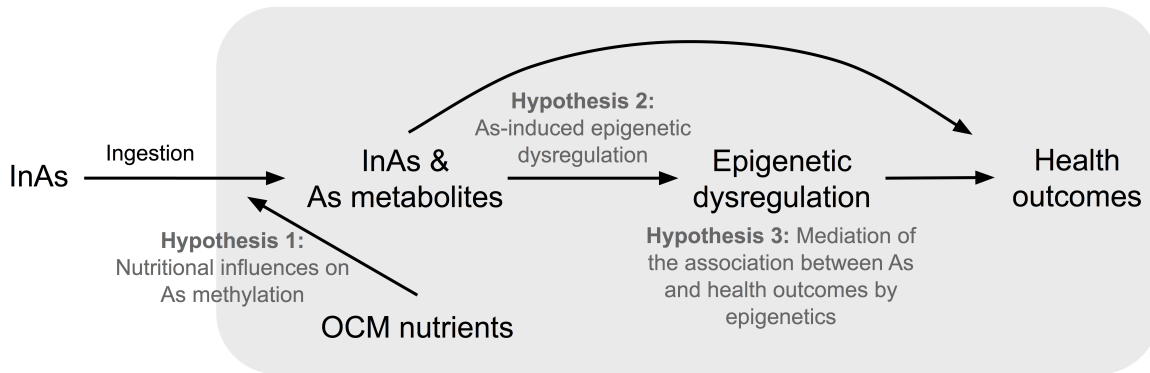 InAs
Ingestion
InAs &
As metabolites
Hypothesis 2:
As-induced epigenetic
dysregulation
Epigenetic
dysregulation
Health
outcomes
Hypothesis 1:
Nutritional influences on
As methylation
OCM nutrients
Hypothesis 3: Mediation of
the association between As
and health outcomes by
epigenetics